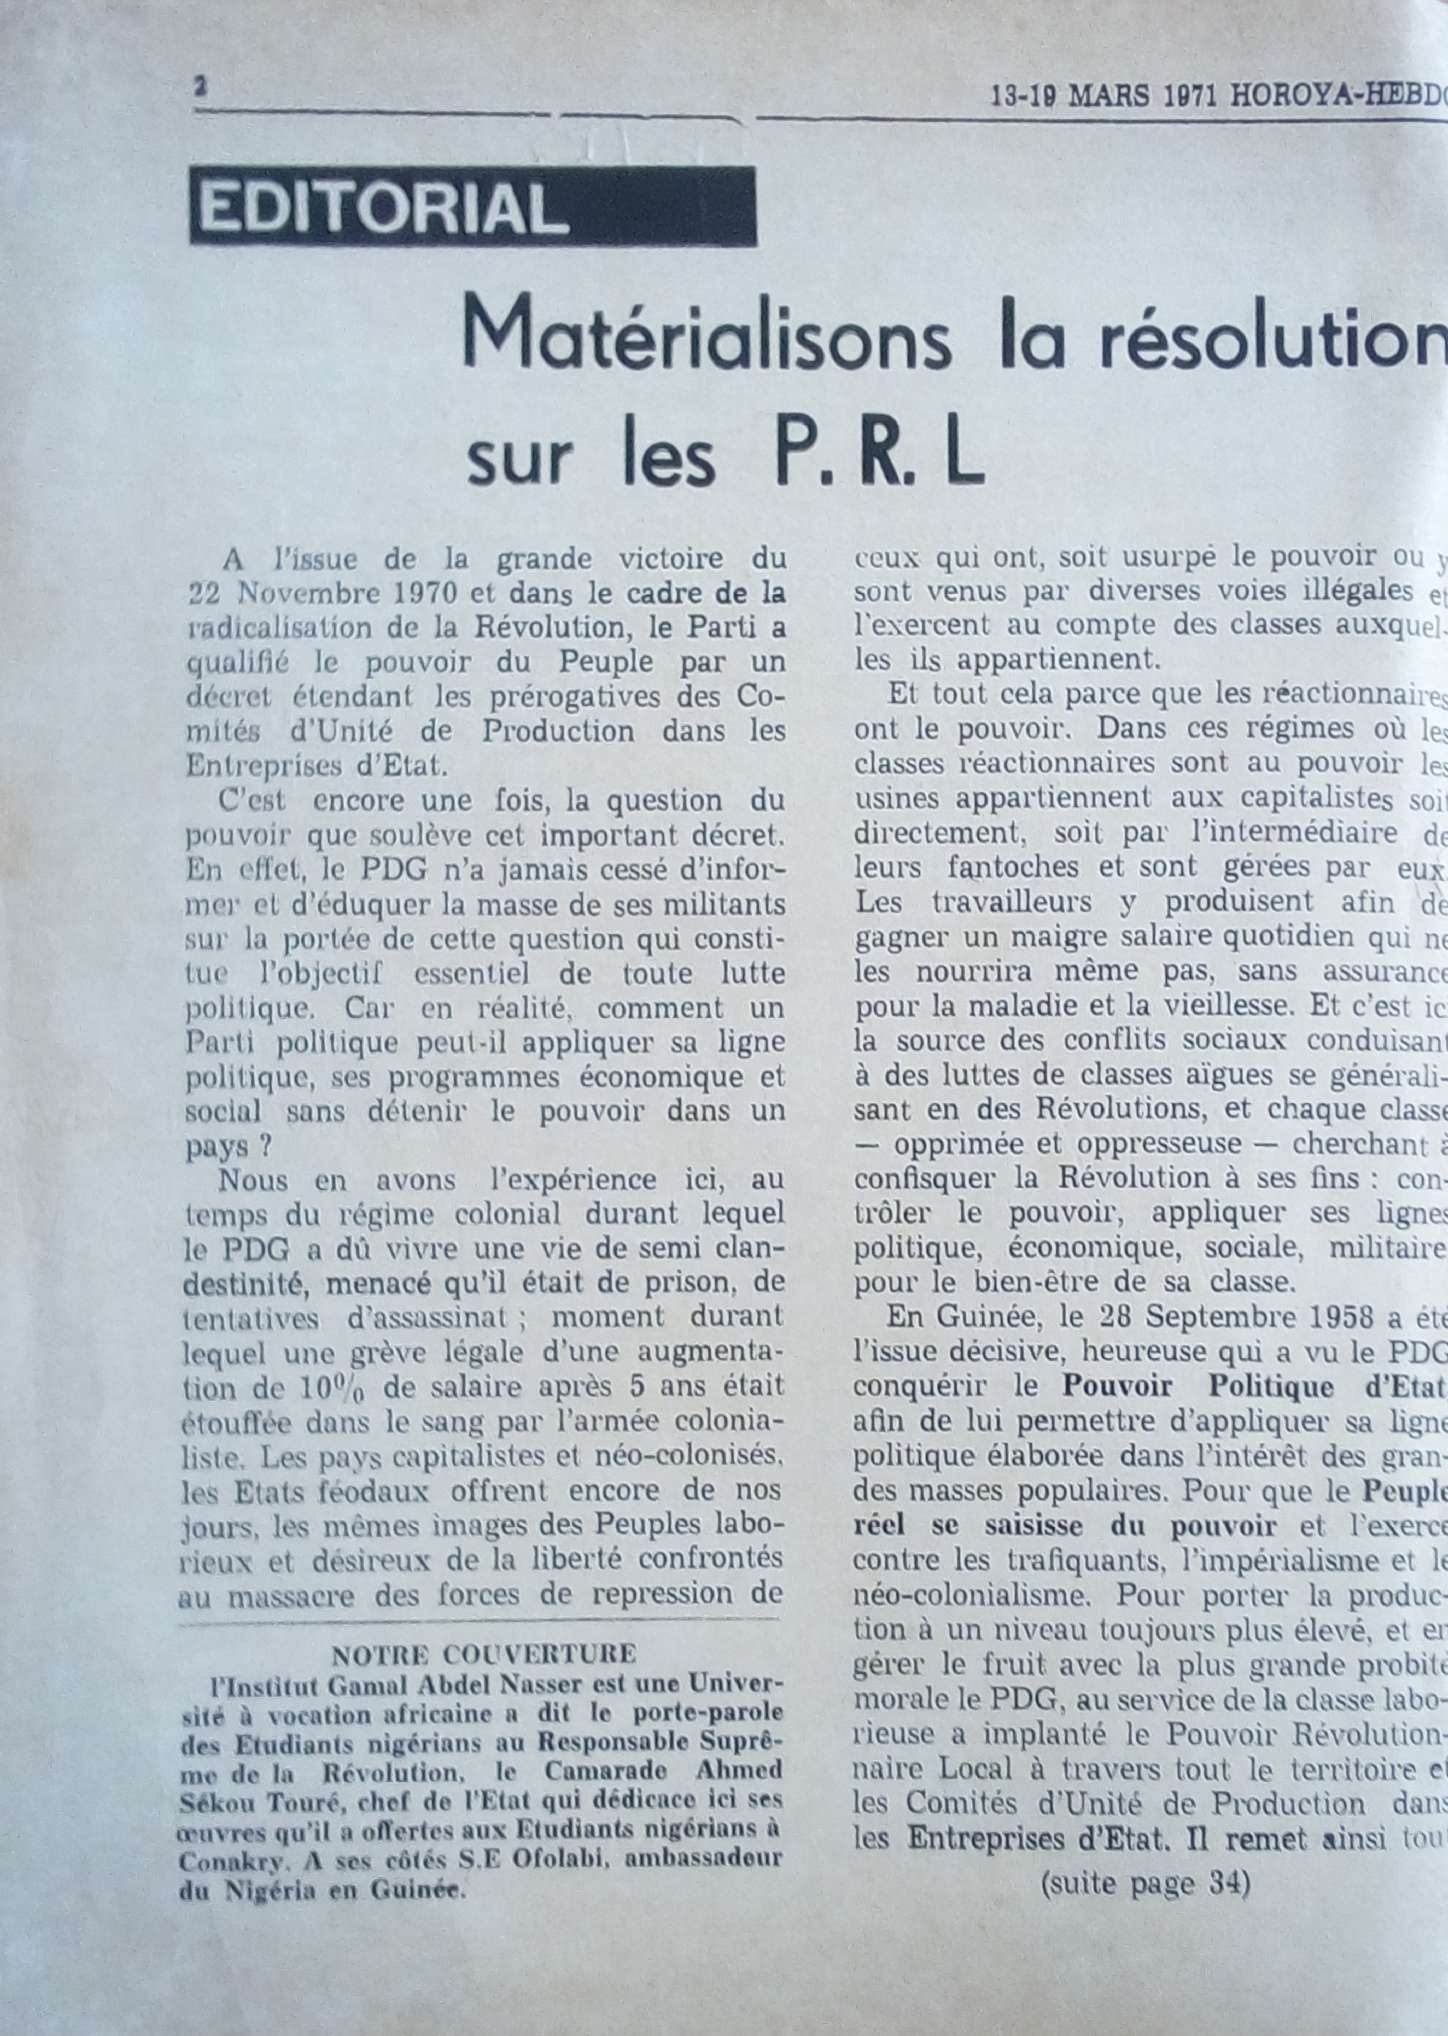 2
13-19 MARS 1971 HOROYA-HEBDO
EDITORIAL
Matérialisons la résolution
sur les P. R. L
A l'issue de la grande victoire du
22 Novembre 1970 et dans le cadre de la
radicalisation de la Révolution, le Parti a
qualifié le pouvoir du Peuple par un
décret étendant les prérogatives des Co-
mités d'Unité de Production dans les
Entreprises d'Etat.
C'est encore une fois, la question du
pouvoir que soulève cet important décret.
En effet, le PDG n'a jamais cessé d'infor-
mer et d'éduquer la masse de ses militants
sur la portée de cette question qui consti-
tue l'objectif essentiel de toute lutte
politique. Car en réalité, comment un
Parti politique peut-il appliquer sa ligne
politique, ses programmes économique et
social sans détenir le pouvoir dans un
pays ?
Nous en avons l'expérience ici, au
temps du régime colonial durant lequel
le PDG a dû vivre une vie de semi clan-
destinité, menacé qu'il était de prison, de
tentatives d'assassinat ; moment durant
lequel une grève légale d'une augmenta-
tion de 10% de salaire après 5 ans était
étouffée dans le sang par l'armée colonia-
liste. Les pays capitalistes et néo-colonisés,
les Etats féodaux offrent encore de nos
jours, les mêmes images des Peuples labo-
rieux et désireux de la liberté confrontés
au massacre des forces de repression de
NOTRE COUVERTURE
l'Institut Gamal Abdel Nasser est une Univer-
sité à vocation africaine a dit le porte-parole
des Etudiants nigérians au Responsable Suprê-
me de la Révolution, le Camarade Ahmed
Sékou Touré, chef de l'Etat qui dédicace ici ses
œuvres qu'il a offertes aux Etudiants nigérians à
Conakry. A ses côtés S.E Ofolabi, ambassadeur
du Nigéria en Guinée.
ceux qui ont, soit usurpé le pouvoir ou y
sont venus par diverses voies illégales et
l'exercent au compte des classes auxquel-
les ils appartiennent.
Et tout cela parce que les réactionnaires
ont le pouvoir. Dans ces régimes où les
classes réactionnaires sont au pouvoir les
usines appartiennent aux capitalistes soit
directement, soit par l'intermédiaire de
leurs fantoches et sont gérées par eux.
Les travailleurs y produisent afin de
gagner un maigre salaire quotidien qui ne
les nourrira même pas, sans assurance
pour la maladie et la vieillesse. Et c'est ici
la source des conflits sociaux conduisant
à des luttes de classes aïgues se générali-
sant en des Révolutions, et chaque classe
— opprimée et oppresseuse — cherchant à
confisquer la Révolution à ses fins : con-
trôler le pouvoir, appliquer ses lignes
politique, économique, sociale, militaire
pour le bien-être de sa classe.
En Guinée, le 28 Septembre 1958 a été
l'issue décisive, heureuse qui a vu le PDG
conquérir le Pouvoir Politique d'Etat
afin de lui permettre d'appliquer sa ligne
politique élaborée dans l'intérêt des gran-
des masses populaires. Pour que le Peuple
réel se saisisse du pouvoir et l'exerce
contre les trafiquants, l'impérialisme et le
néo-colonialisme. Pour porter la produc-
tion à un niveau toujours plus élevé, et en
gérer le fruit avec la plus grande probité
morale le PDG, au service de la classe labo-
rieuse a implanté le Pouvoir Révolution-
naire Local à travers tout le territoire et
les Comités d'Unité de Production dans
les Entreprises d'Etat. Il remet ainsi tou
(suite page 34)